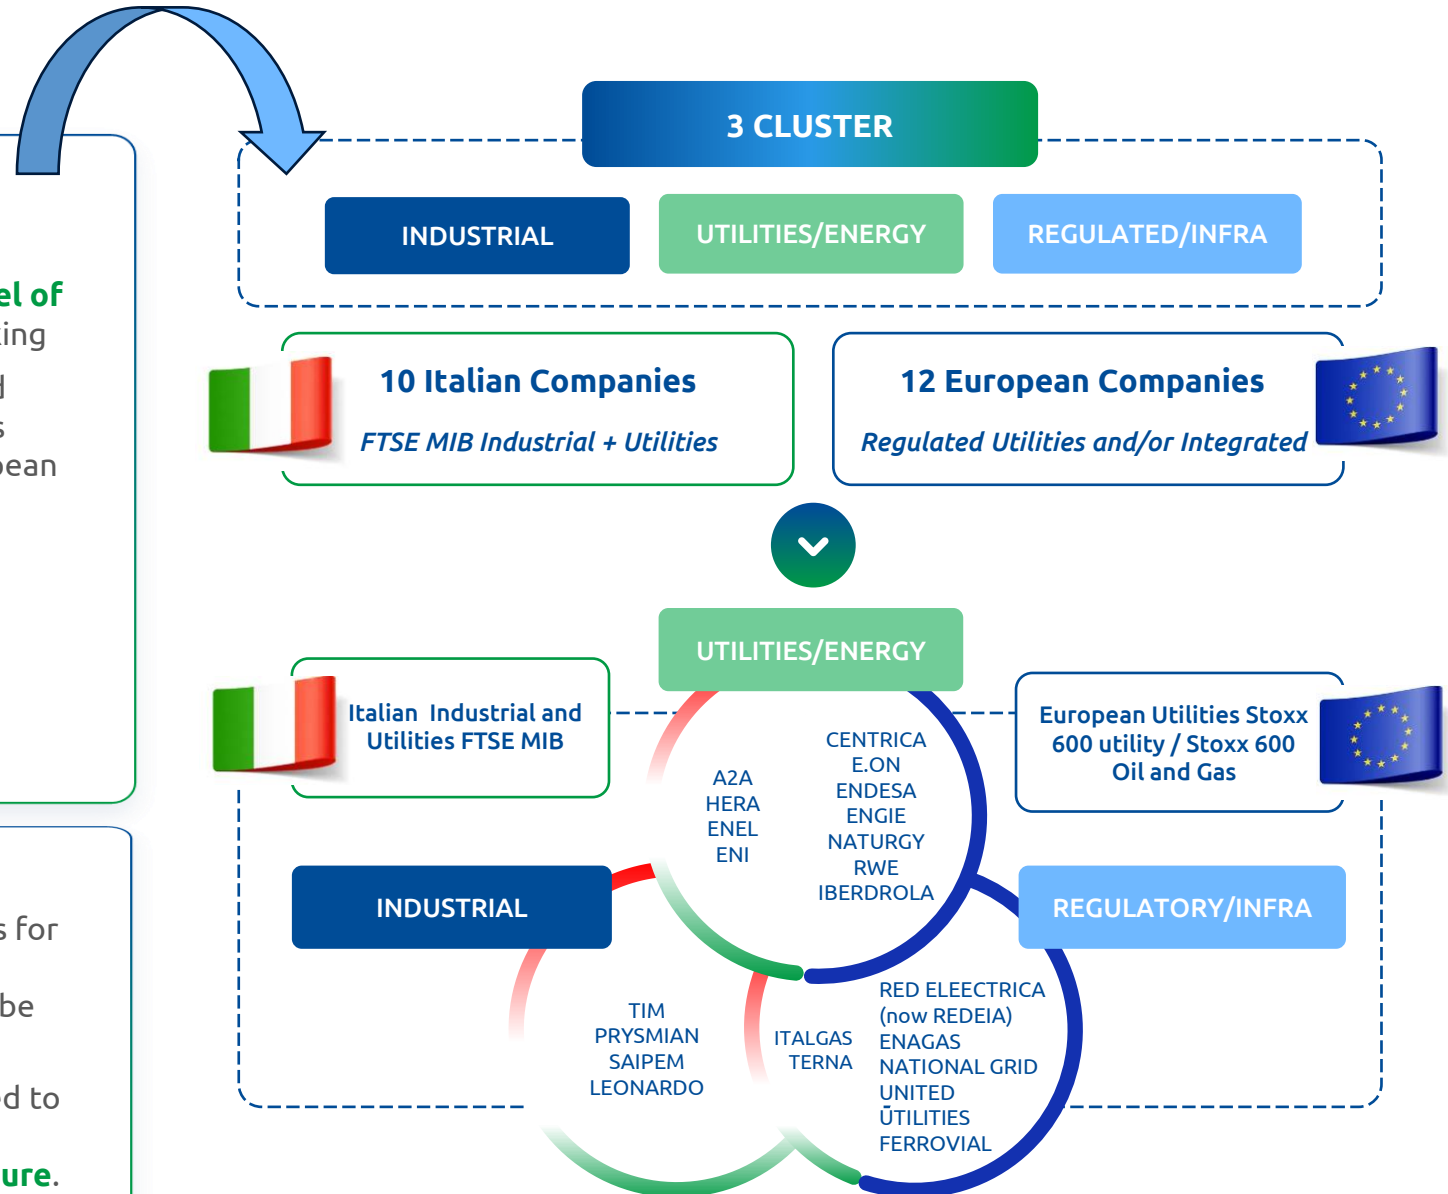 el of
ing
d
s
pean
s for
be
ed to
ure.
3 CLUSTER
INDUSTRIAL
UTILITIES/ENERGY
REGULATED/INFRA
10 Italian Companies
FTSE MIB Industrial + Utilities
12 European Companies
Regulated Utilities and/or Integrated
UTILITIES/ENERGY
Italian Industrial and
Utilities FTSE MIB
European Utilities Stoxx
600 utility / Stoxx 600
Oil and Gas
A2A
HERA
ENEL
ENI
CENTRICA
E.ON
ENDESA
ENGIE
NATURGY
RWE
IBERDROLA
INDUSTRIAL
REGULATORY/INFRA
TIM
PRYSMIAN
SAIPEM
LEONARDO
ITALGAS
TERNA
RED ELEECTRICA
(now REDEIA)
ENAGAS
NATIONAL GRID
UNITED
UTILITIES
FERROVIAL